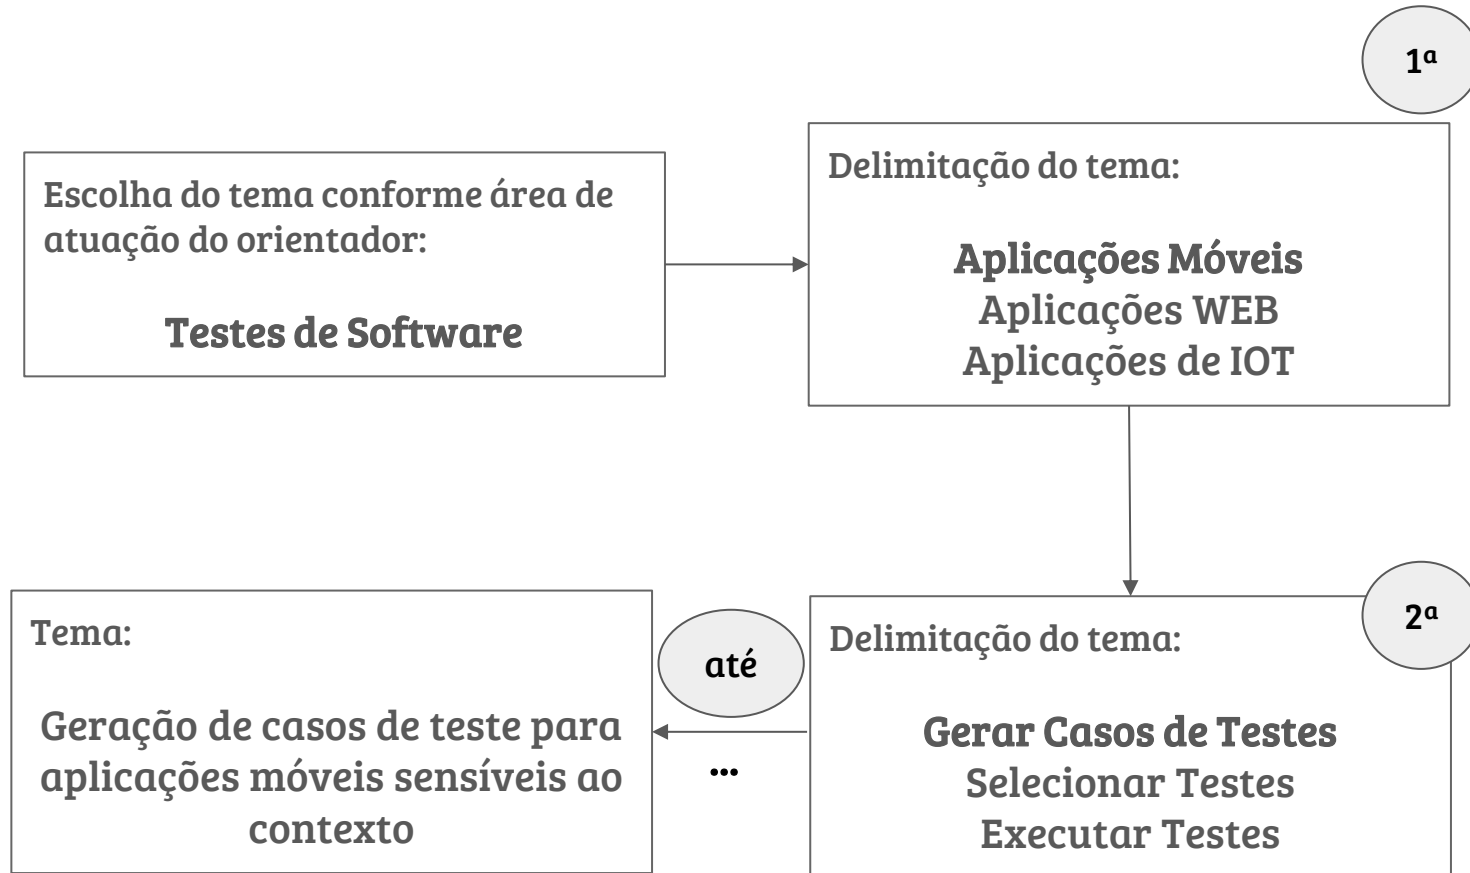 Escolha do tema conforme área de
atuação do orientador:
Testes de Software
1ª
Delimitação do tema:
Aplicações Móveis
Aplicações WEB
Aplicações de IOT
2ª
Delimitação do tema:
Gerar Casos de Testes
Selecionar Testes
Executar Testes
até
...
Tema:
Geração de casos de teste para
aplicações móveis sensíveis ao
contexto